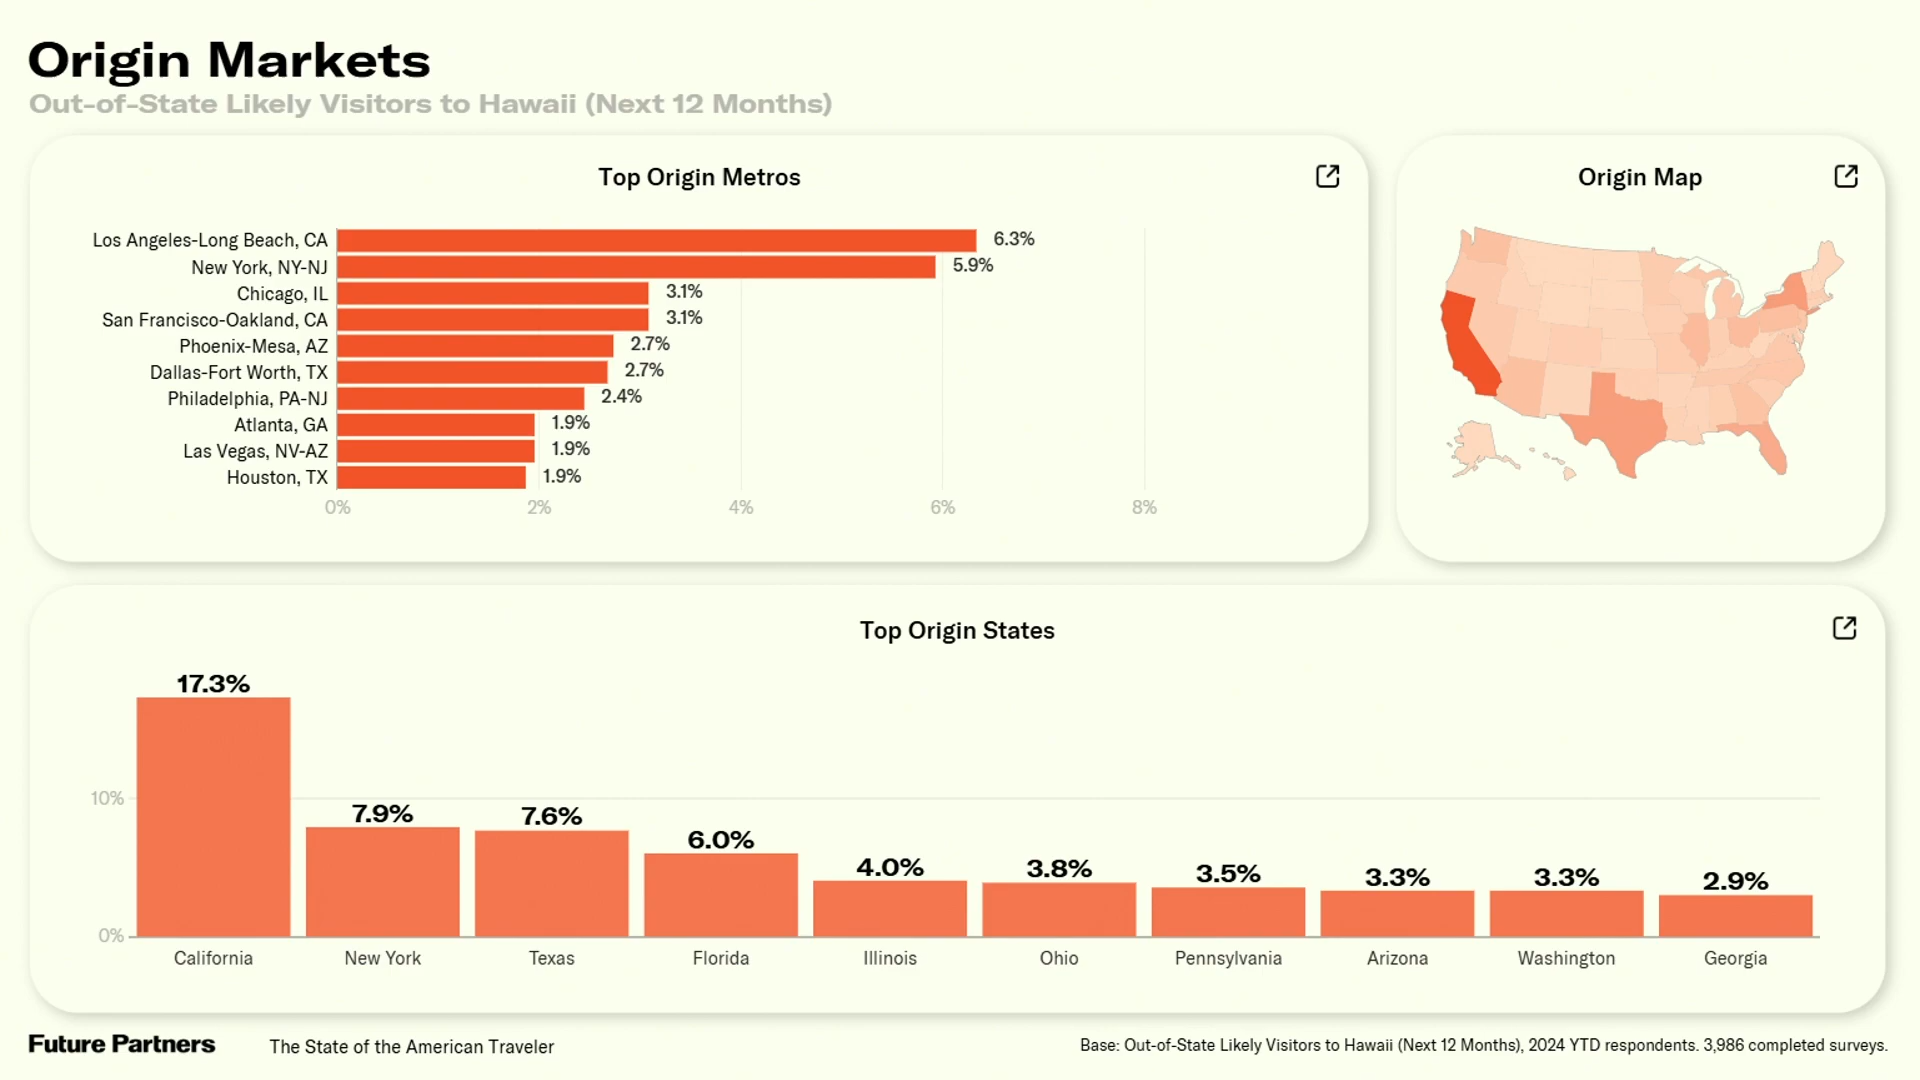 Origin Markets
Out-of-State Likely Visitors to Hawaii (Next 12 Months)
Top Origin Metros
Los Angeles-Long Beach, CA 6.3%
New York, NY-NJ 5.9%
Chicago, IL 3.1%
San Francisco-Oakland, CA 3.1%
Phoenix-Mesa, AZ 2.7%
Dallas-Fort Worth, TX 2.7%
Philadelphia, PA-NJ 2.4%
Atlanta, GA 1.9%
Las Vegas, NV-AZ 1.9%
Houston, TX 1.9%
0% 2% 4% 6% 8%
Origin Map
Top Origin States
17.3% 7.9% 7.6% 6.0% 4.0% 3.8% 3.5% 3.3% 3.3% 2.9%
10%
0%
California New York Texas Florida Illinois Ohio Pennsylvania Arizona Washington Georgia
Future Partners
The State of the American Traveler
Base: Out-of-State Likely Visitors to Hawaii (Next 12 Months), 2024 YTD respondents. 3,986 completed surveys.